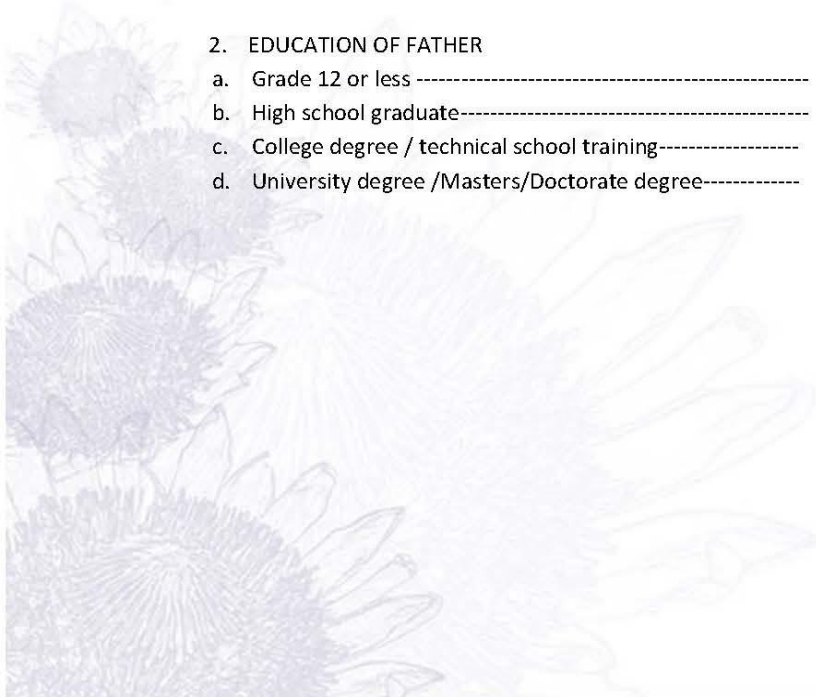 2. EDUCATION OF FATHER
a. Grade 12 or less -----------------------------------------------------
b. High school graduate-----------------------------------------------
c. College degree / technical school training-------------------
d. University degree /Masters/Doctorate degree-------------